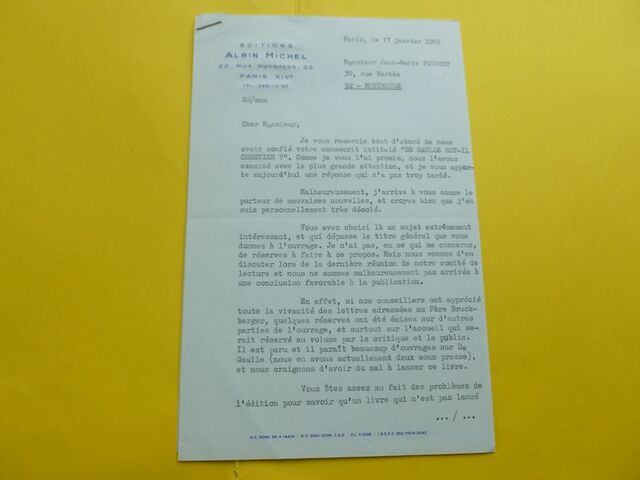 EDITIONS
ALBIN MICHEL
22, RUE HUYGHENS, 22
PARIS. XIVe
Paris, le 17 janvier 1969
Monsieur Jean-Marie PAUPERT
30, rue Barbès
92 - MONTROUGE
Cher Monsieur,
Je vous remercie tout d'abord de nous
avoir confié votre manuscrit intitulé "DE GAULLE EST-IL
CHRETIEN ?". Comme je vous l'ai promis, nous l'avons
examiné avec la plus grande attention, et je vous appor-
te aujourd'hui une réponse qui n'a pas trop tardé.
Malheureusement, j'arrive à vous comme le
porteur de mauvaises nouvelles, et croyez bien que j'en
suis personnellement très désolé.
Vous avez choisi là un sujet extrêmement
intéressant, et qui dépasse le titre général que vous
donnez à l'ouvrage. Je n'ai pas, en ce qui me concerne,
de réserves à faire à ce propos. Mais nous venons d'en
discuter lors de la dernière réunion de notre comité de
lecture et nous ne sommes malheureusement pas arrivés à
une conclusion favorable à la publication.
En effet, si nos conseillers ont apprécié
toute la vivacité des lettres adressées au Père Bruck-
berger, quelques réserves ont été émises sur d'autres
parties de l'ouvrage, et surtout sur l'accueil qui se-
rait réservé au volume par la critique et la public.
Il est paru et il paraît beaucoup d'ouvrages sur De
Gaulle (nous en avons actuellement deux sous presse),
et nous craignons d'avoir du mal à lancer ce livre.
Vous êtes assez au fait des problèmes de
l'édition pour savoir qu'un livre qui n'est pas lancé
... / ...